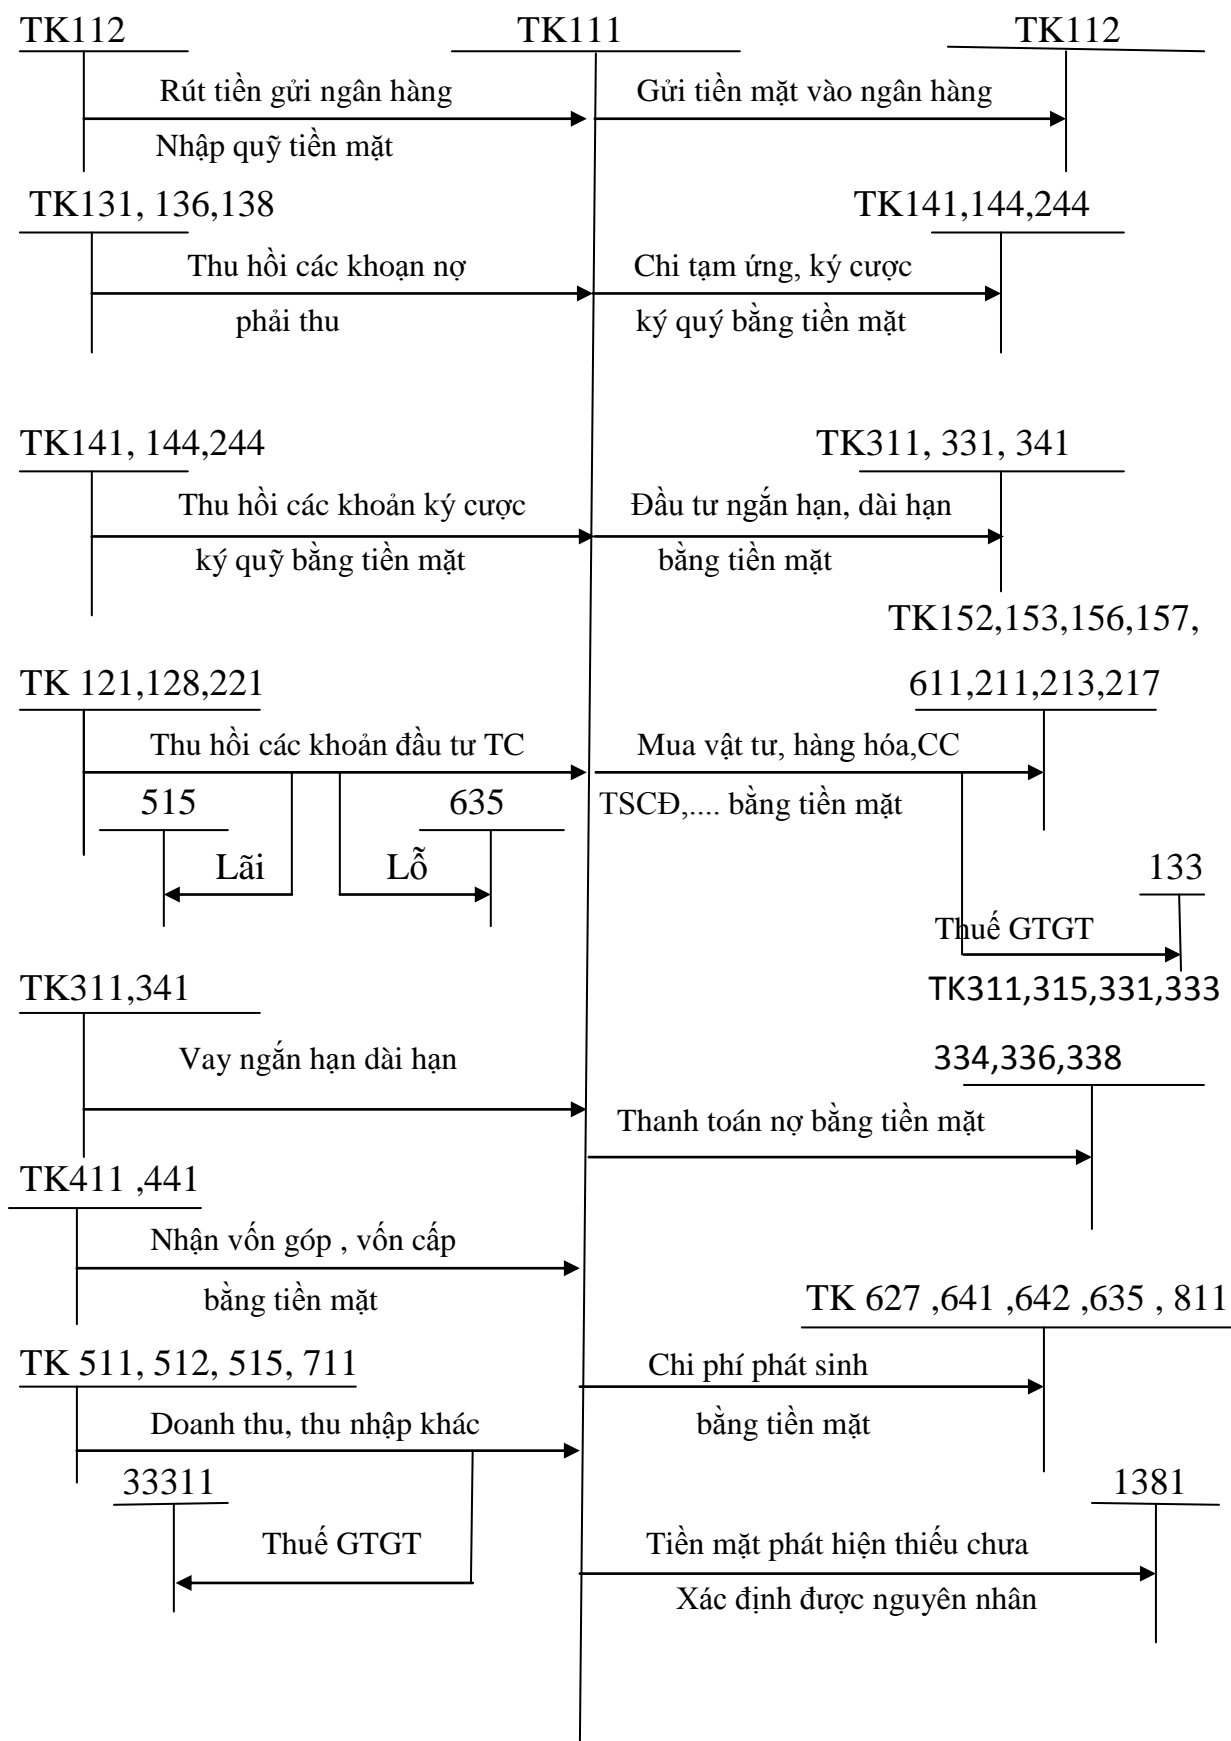 TK112 TK111 TK112
Rút tiền gửi ngân hàng Gửi tiền mặt vào ngân hàng
Nhập quỹ tiền mặt
TK131, 136,138 TK141,144,244
Thu hồi các khoạn nợ Chi tạm ứng, ký cược
phải thu ký quý bằng tiền mặt
TK141, 144,244 TK311, 331, 341
Thu hồi các khoản ký cược Đầu tư ngắn hạn, dài hạn
ký quỹ bằng tiền mặt bằng tiền mặt
TK152,153,156,157,
TK 121,128,221 611,211,213,217
Thu hồi các khoản đầu tư TC Mua vật tư, hàng hóa,CC
515 635 TSCĐ,.... bằng tiền mặt
Lãi Lỗ 133
Thuế GTGT
TK311,341 TK311,315,331,333
Vay ngắn hạn dài hạn 334,336,338
Thanh toán nợ bằng tiền mặt
TK411 ,441
Nhận vốn góp , vốn cấp
bằng tiền mặt TK 627 ,641 ,642 ,635 , 811
TK 511, 512, 515, 711 Chi phí phát sinh
Doanh thu, thu nhập khác bằng tiền mặt
33311 1381
Thuế GTGT Tiền mặt phát hiện thiếu chưa
Xác định được nguyên nhân